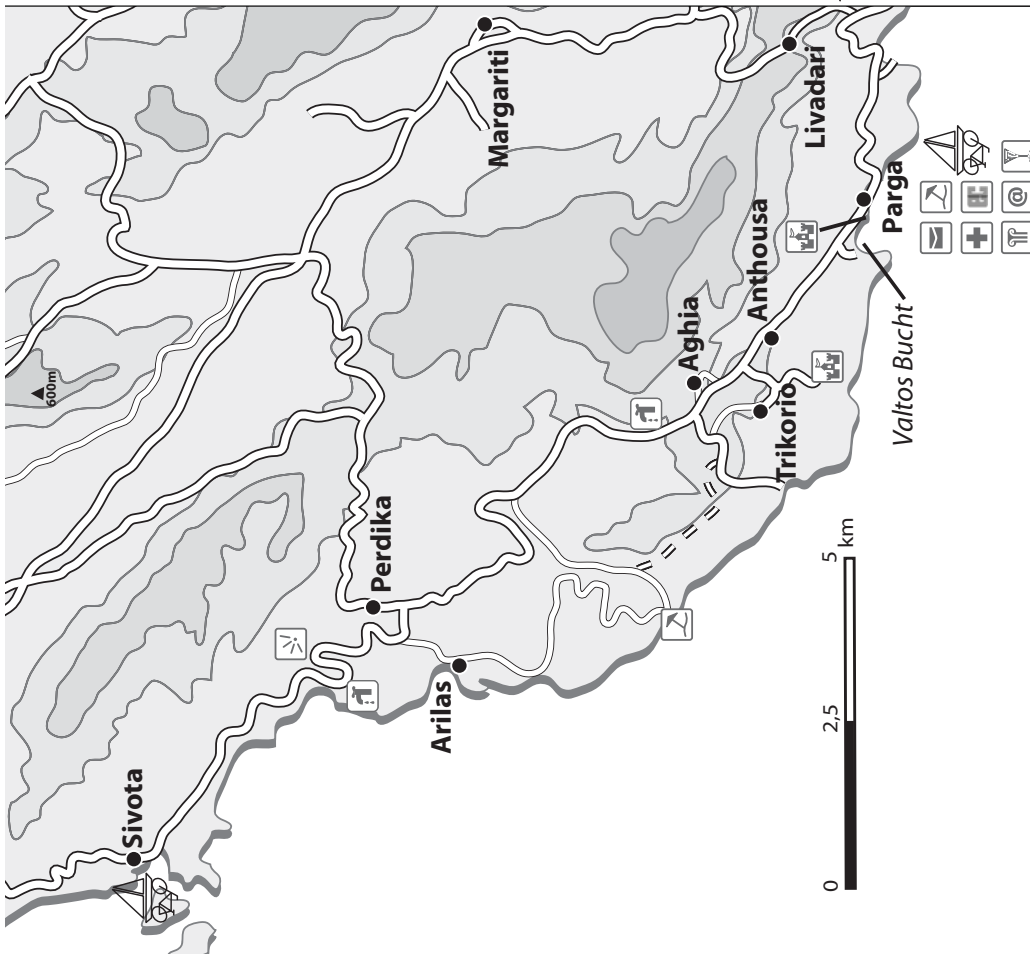 Sivota
Perdika
Arilas
Margariti
Livadari
Parga
Anthousa
Aghia
Trikorio
Valtos Bucht
600m
0
2,5
5
km
@